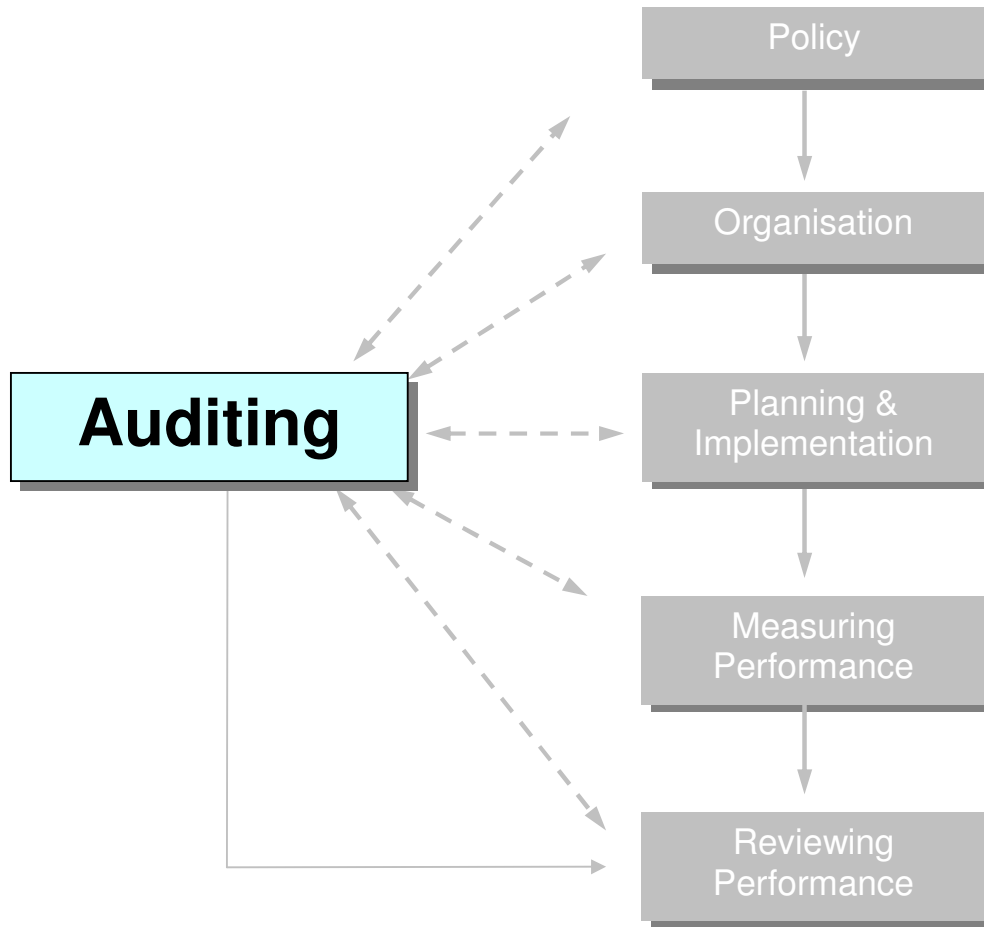 Policy
Organisation
Auditing
Planning &
Implementation
Measuring
Performance
Reviewing
Performance